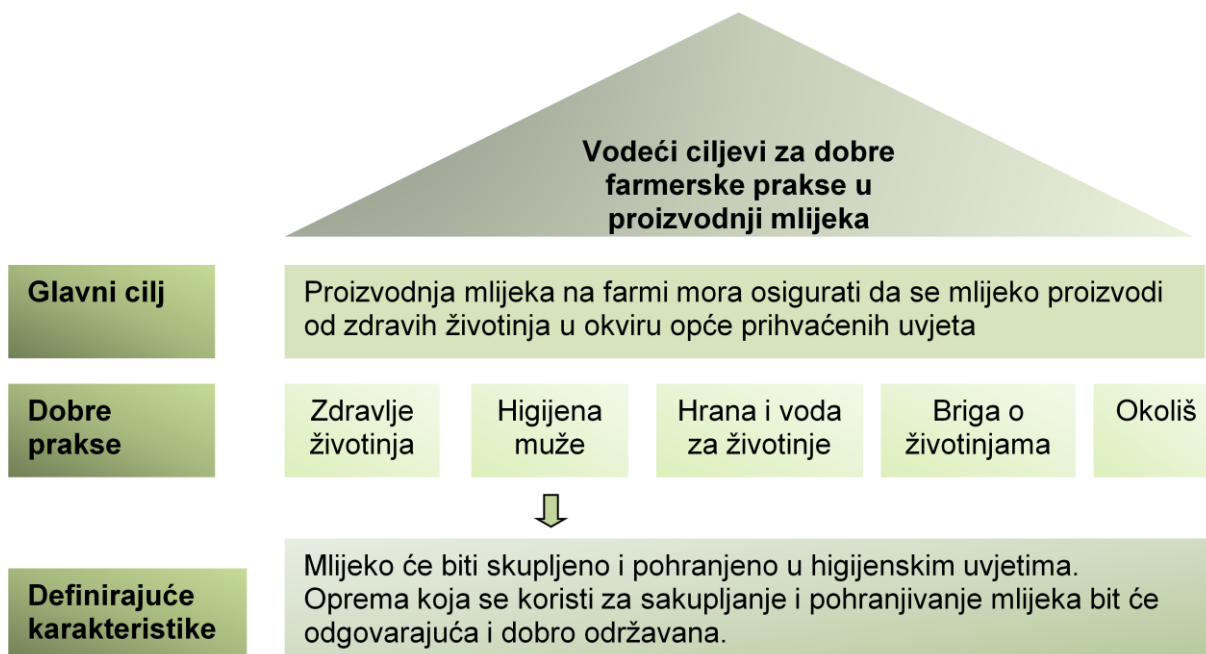 Vodeći ciljevi za dobre
farmerske prakse u
proizvodnji mlijeka
Glavni cilj
Proizvodnja mlijeka na farmi mora osigurati da se mlijeko proizvodi
od zdravih životinja u okviru opće prihvaćenih uvjeta
Dobre
prakse
Zdravlje
životinja
Higijena
muže
Hrana i voda
za životinje
Briga o
životinjama
Okoliš
Definirajuće
karakteristike
Mlijeko će biti skupljeno i pohranjeno u higijenskim uvjetima.
Oprema koja se koristi za sakupljanje i pohranjivanje mlijeka bit će
odgovarajuća i dobro održavana.